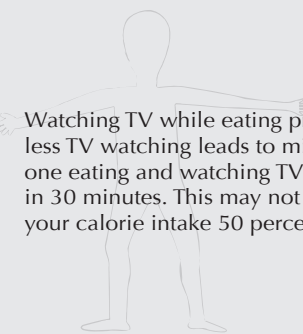 Watching TV while eating p
less TV watching leads to m
one eating and watching TV
in 30 minutes. This may not
your calorie intake 50 perce